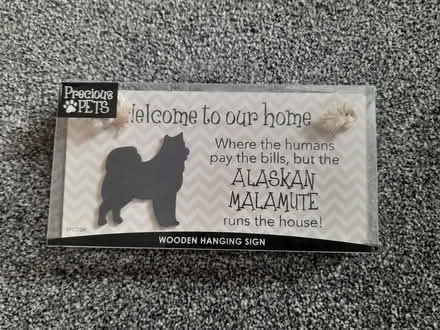 Precious
PETS
Welcome to our home
Where the humans
pay the bills, but the
ALASKAN
MALAMUTE
runs the house!
WOODEN HANGING SIGN